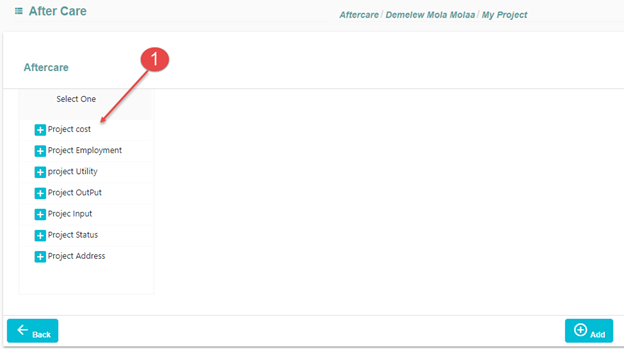 After Care
Aftercare / Demelew Mola Molaa / My Project
1
Aftercare
Select One
Project cost
Project Employment
project Utility
Project OutPut
Projec Input
Project Status
Project Address
Back
Add